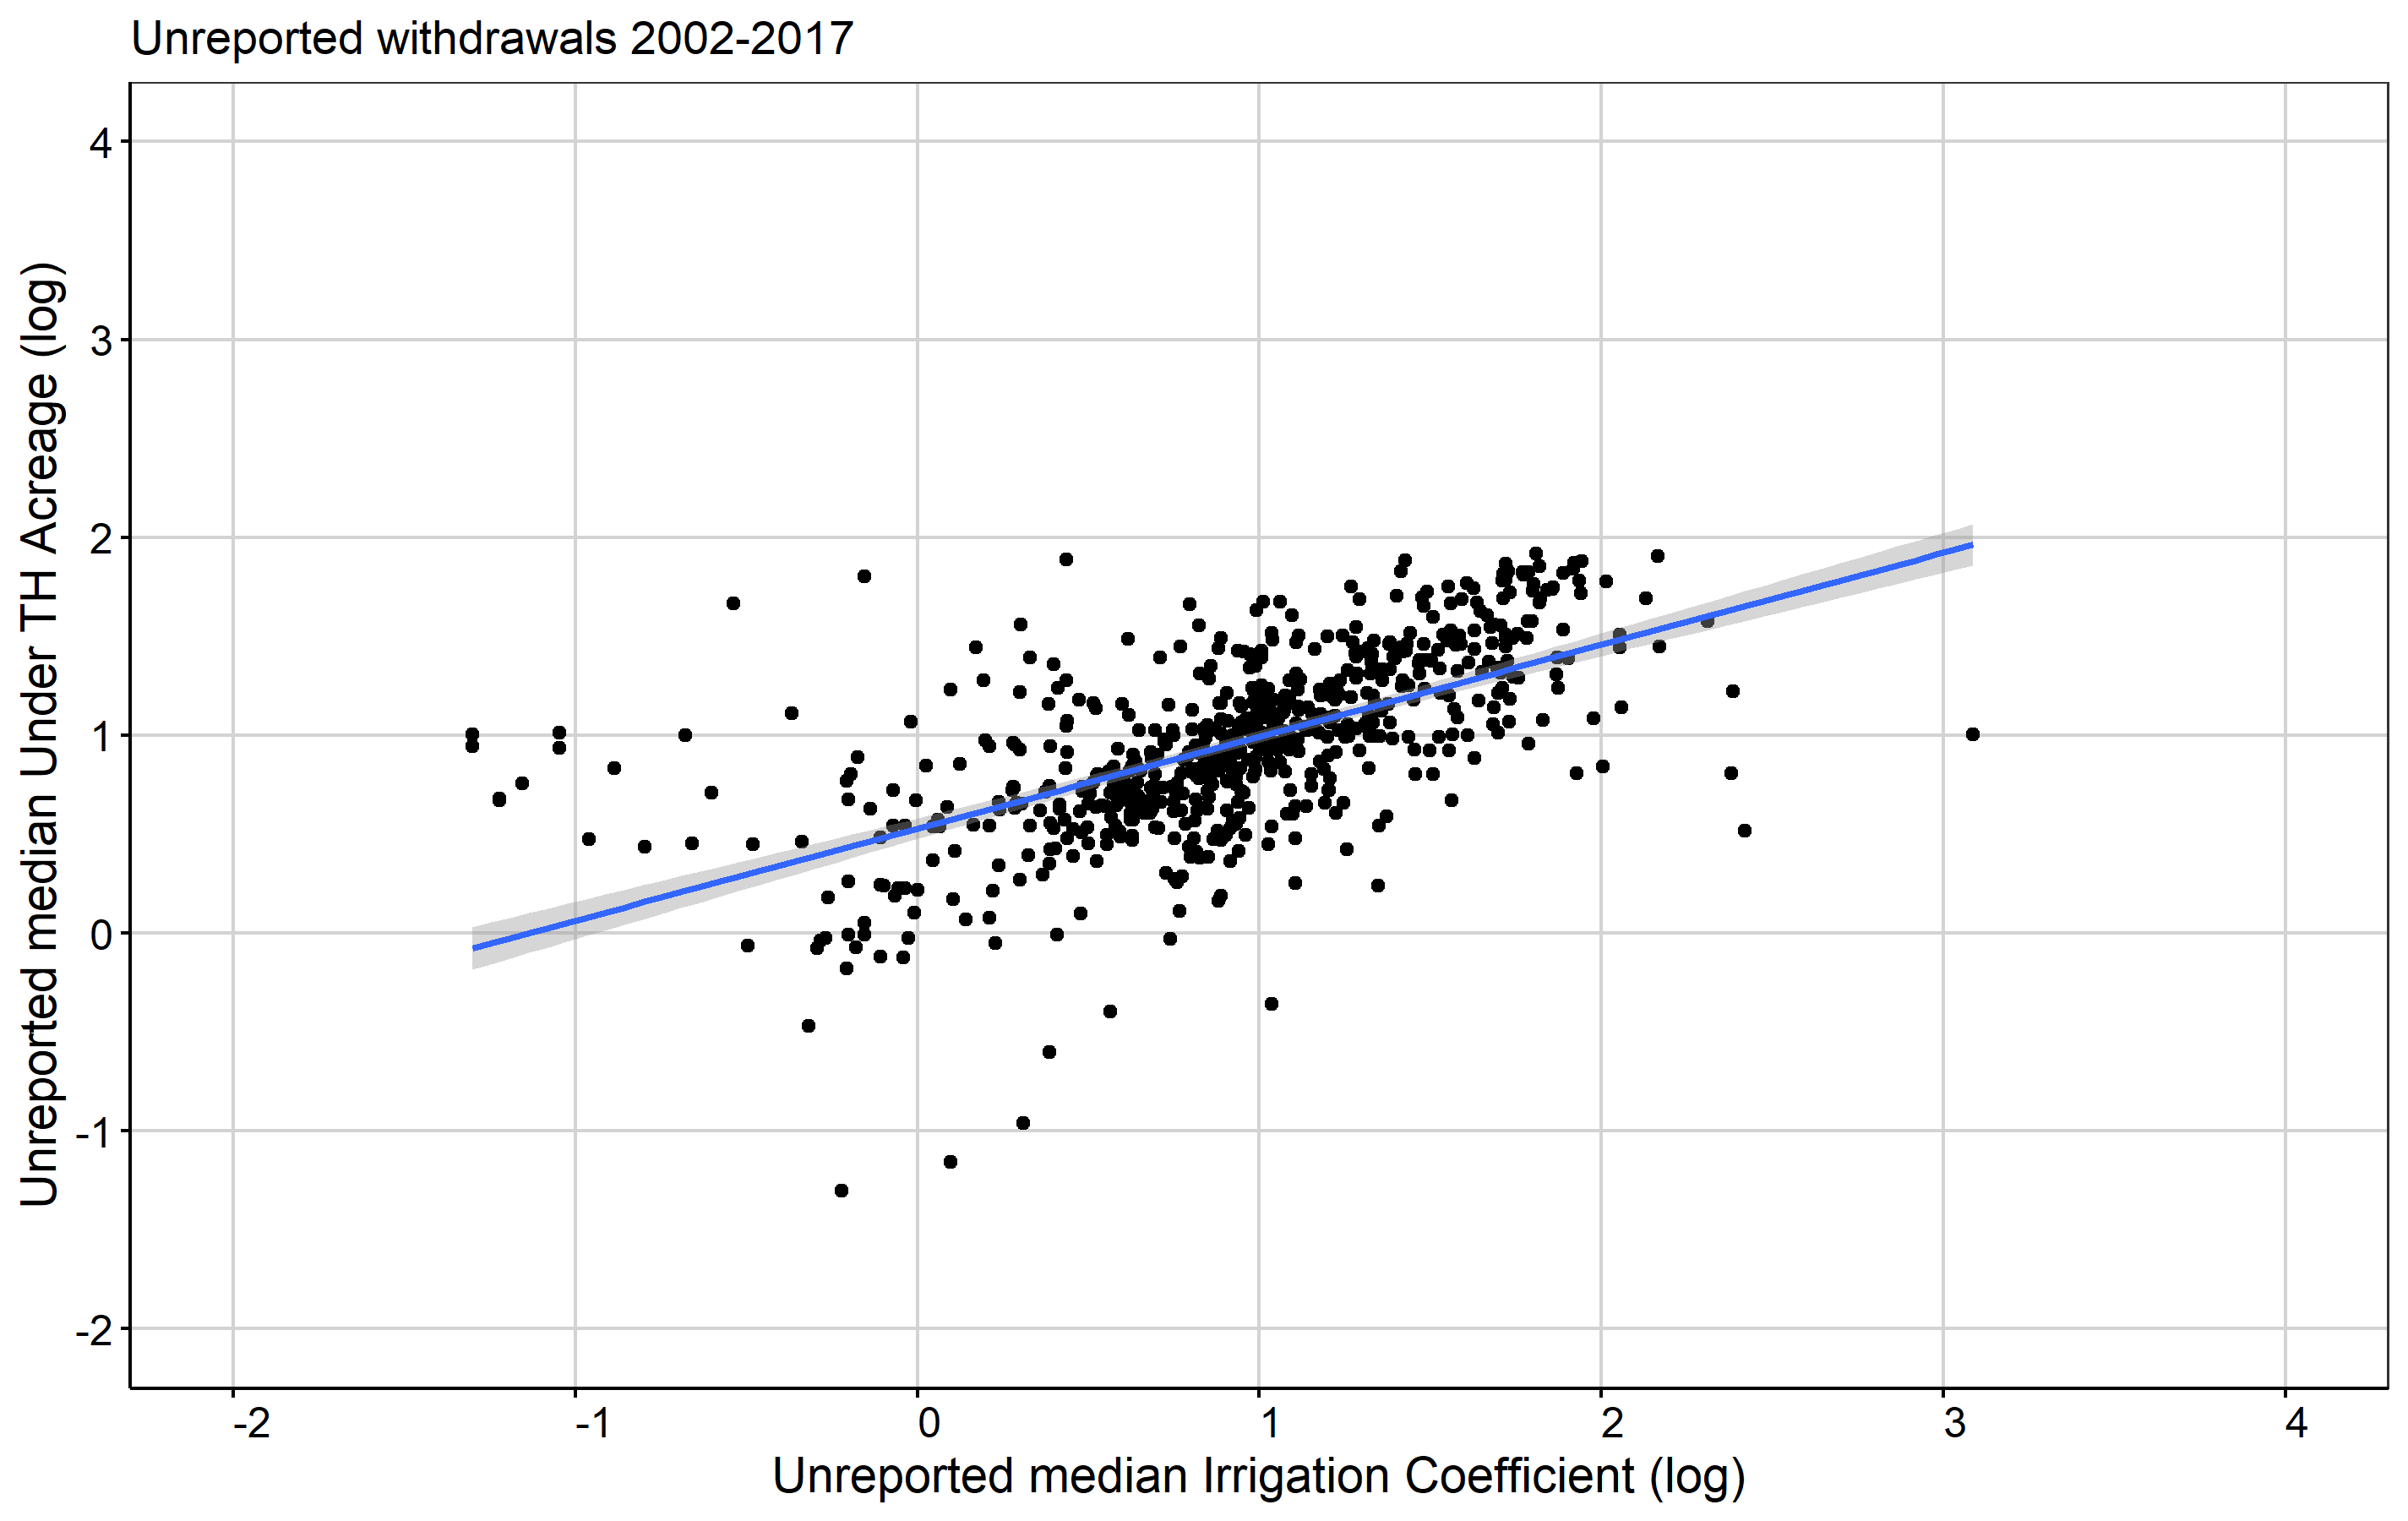 Unreported withdrawals 2002-2017
Unreported median Under TH Acreage (log)
4
3
2
1
0
-1
-2
-2 -1 0 1 2 3 4
Unreported median Irrigation Coefficient (log)